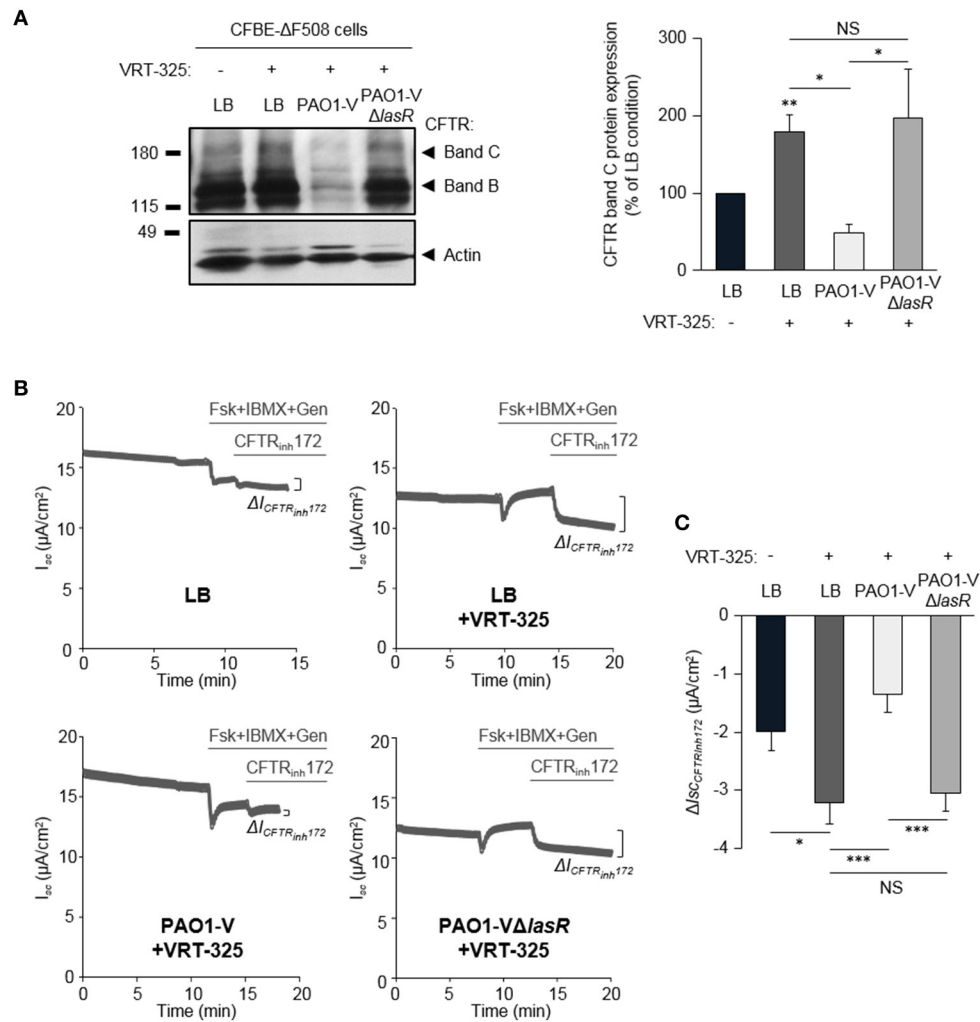 A
CFBE-ΔF508 cells
VRT-325: - + + +
LB LB PAO1-V PAO1-V
ΔlasR
CFTR:
180
Band C
Band B
115
49
Actin
CFTR band C protein expression
(% of LB condition)
300
200
100
0
NS
*
*
**
LB LB PAO1-V PAO1-V
ΔlasR
VRT-325: - + + +
B
20
15
10
5
0
Isc (µA/cm²)
Fsk+IBMX+Gen
CFTRinh172
ΔICFTRinh172
LB
0 5 10 15
Time (min)
20
15
10
5
0
Isc (µA/cm²)
Fsk+IBMX+Gen
CFTRinh172
ΔICFTRinh172
LB
+VRT-325
0 5 10 15 20
Time (min)
20
15
10
5
0
Isc (µA/cm²)
Fsk+IBMX+Gen
CFTRinh172
ΔICFTRinh172
PAO1-V
+VRT-325
0 5 10 15 20
Time (min)
20
15
10
5
0
Isc (µA/cm²)
Fsk+IBMX+Gen
CFTRinh172
ΔICFTRinh172
PAO1-VΔlasR
+VRT-325
0 5 10 15 20
Time (min)
C
VRT-325: - + + +
LB LB PAO1-V PAO1-V
ΔlasR
0
-1
-2
-3
-4
ΔIscCFTRinh172 (µA/cm²)
*
***
***
NS